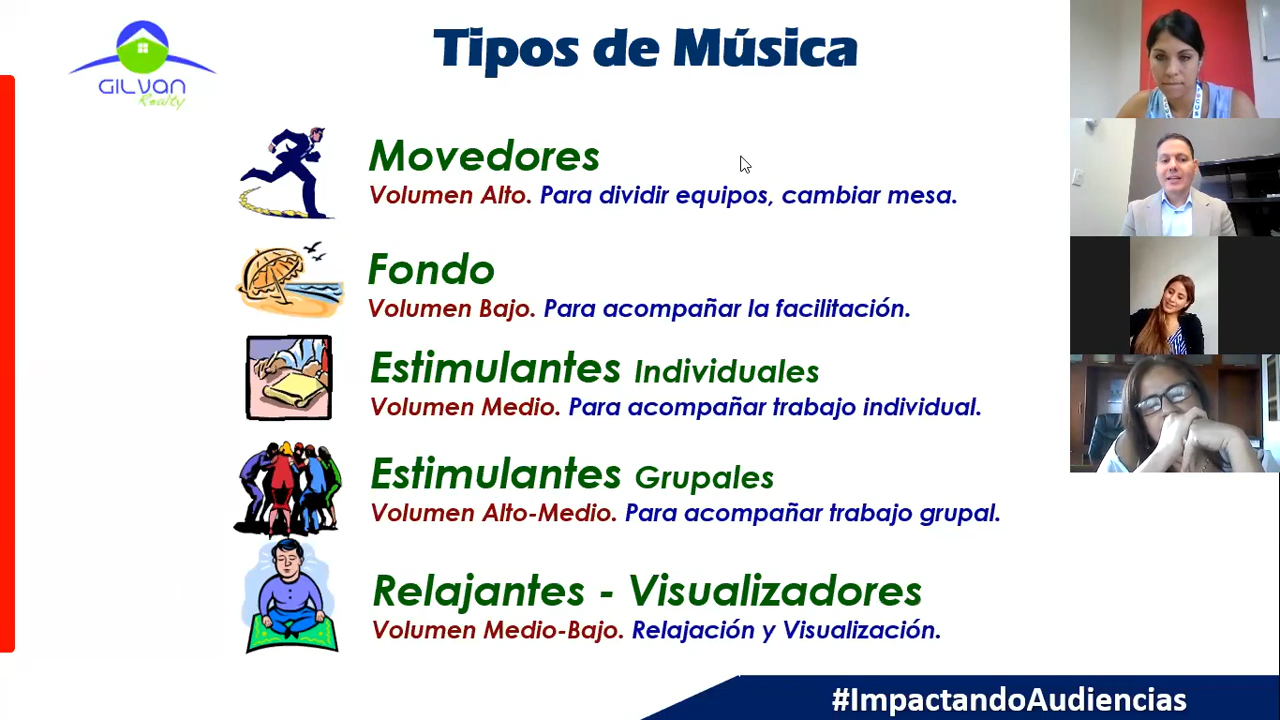 GILVAN
Realty
Tipos de Música
Movedores
Volumen Alto. Para dividir equipos, cambiar mesa.
Fondo
Volumen Bajo. Para acompañar la facilitación.
Estimulantes Individuales
Volumen Medio. Para acompañar trabajo individual.
Estimulantes Grupales
Volumen Alto-Medio. Para acompañar trabajo grupal.
Relajantes - Visualizadores
Volumen Medio-Bajo. Relajación y Visualización.
#ImpactandoAudiencias